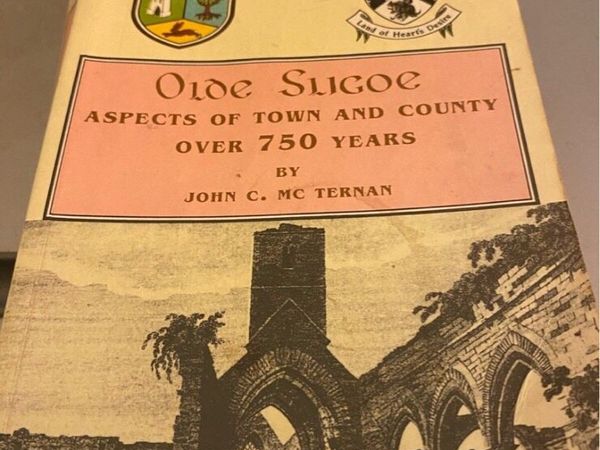 Land of Heart's Desire
Olde Sligoe
ASPECTS OF TOWN AND COUNTY
OVER 750 YEARS
BY
JOHN C. MC TERNAN